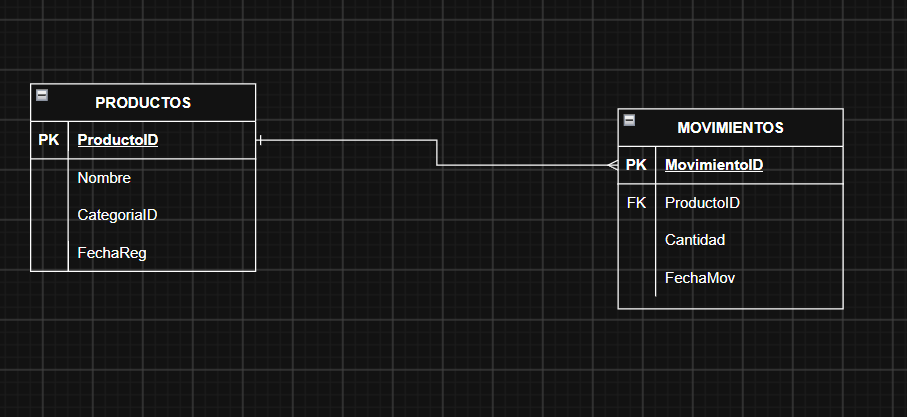 PRODUCTOS
PK ProductoID
Nombre
CategoriaID
FechaReg
MOVIMIENTOS
PK MovimientoID
FK ProductoID
Cantidad
FechaMov